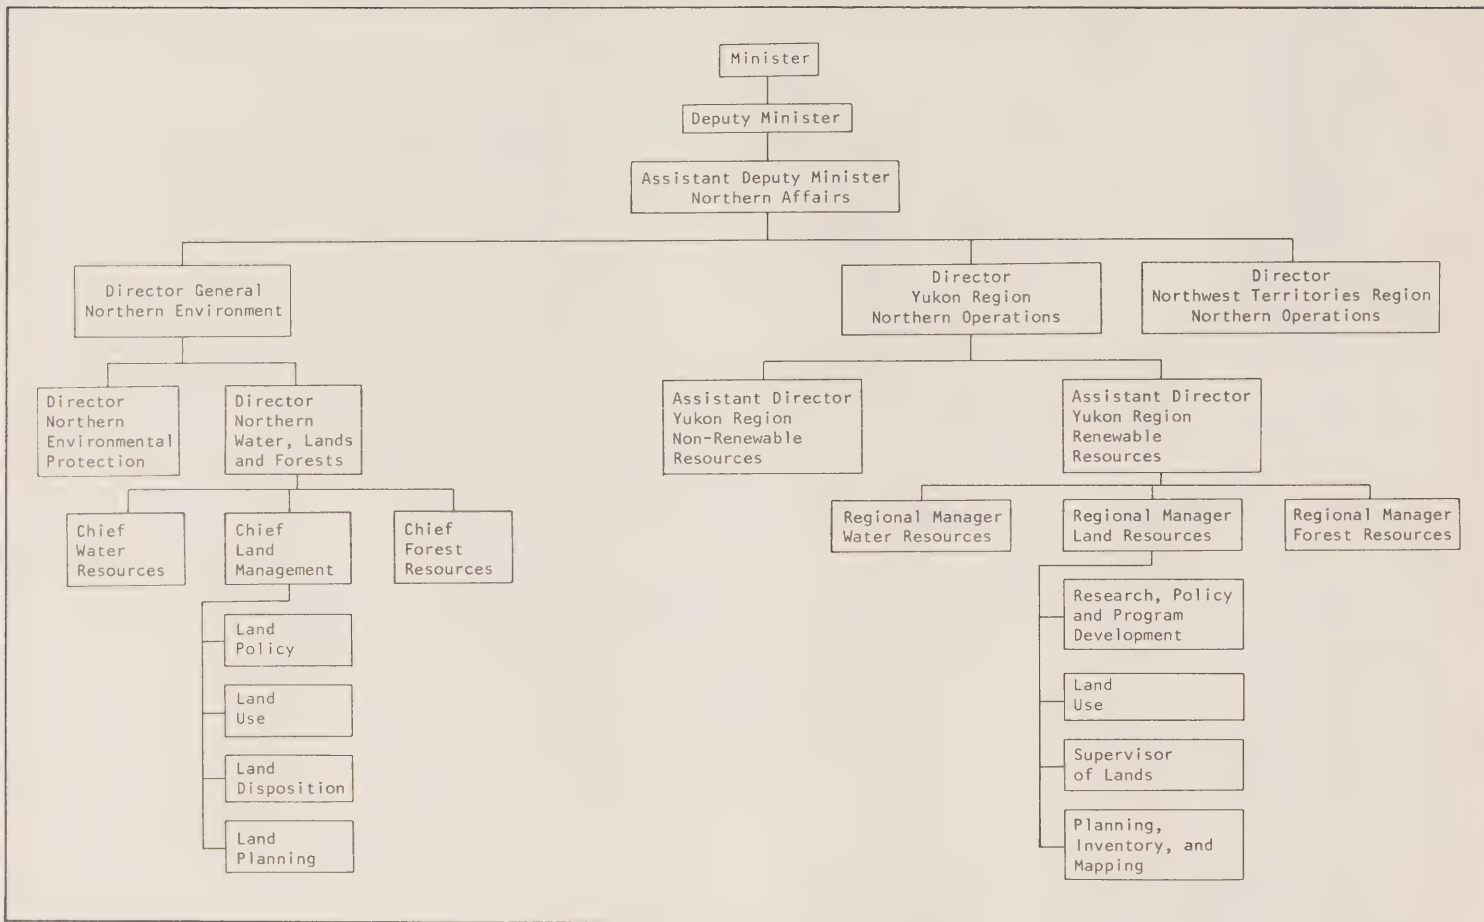 Minister
Deputy Minister
Assistant Deputy Minister
Northern Affairs
Director General
Northern Environment
Director
Yukon Region
Northern Operations
Director
Northwest Territories Region
Northern Operations
Director
Northern
Environmental
Protection
Director
Northern
Water, Lands
and Forests
Assistant Director
Yukon Region
Non-Renewable
Resources
Assistant Director
Yukon Region
Renewable
Resources
Chief
Water
Resources
Chief
Land
Management
Chief
Forest
Resources
Regional Manager
Water Resources
Regional Manager
Land Resources
Regional Manager
Forest Resources
Land
Policy
Land
Use
Land
Disposition
Land
Planning
Research, Policy
and Program
Development
Land
Use
Supervisor
of Lands
Planning,
Inventory, and
Mapping